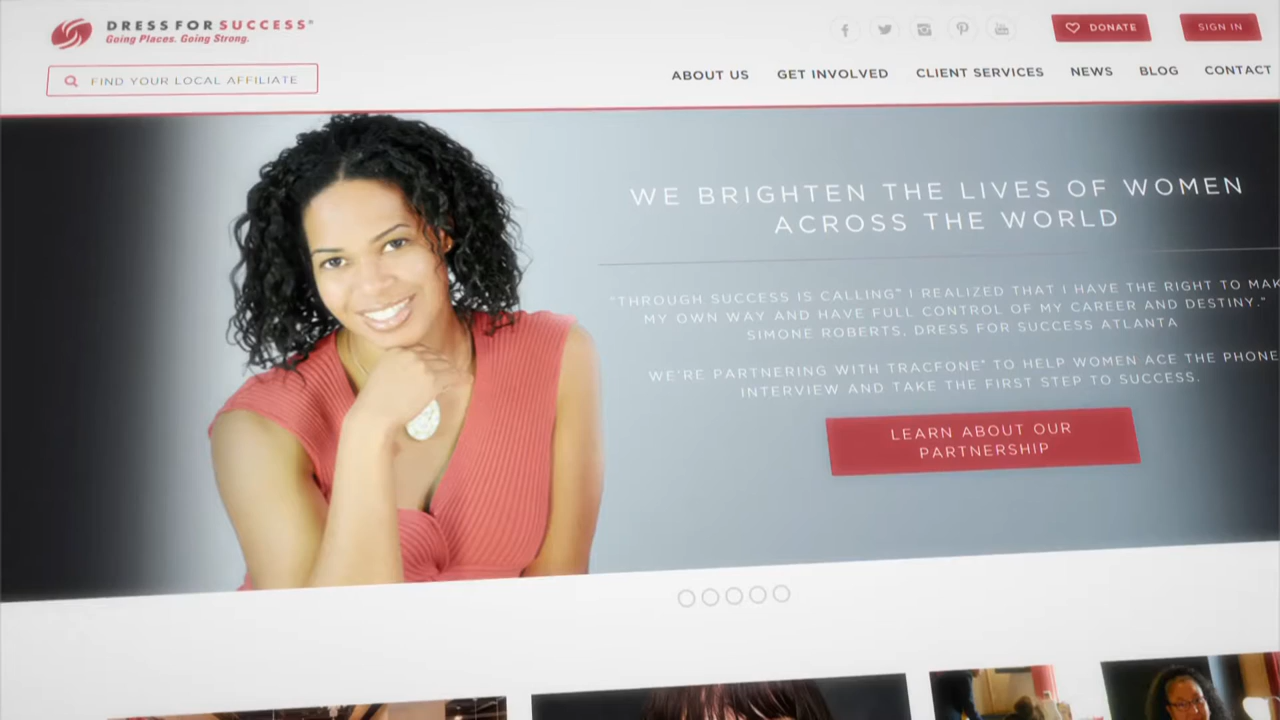 DRESS FOR SUCCESS®
Going Places. Going Strong.
DONATE
SIGN IN
FIND YOUR LOCAL AFFILIATE
ABOUT US GET INVOLVED CLIENT SERVICES NEWS BLOG CONTACT
WE BRIGHTEN THE LIVES OF WOMEN
ACROSS THE WORLD
"THROUGH SUCCESS IS CALLING" I REALIZED THAT I HAVE THE RIGHT TO MAK
MY OWN WAY AND HAVE FULL CONTROL OF MY CAREER AND DESTINY."
SIMONE ROBERTS, DRESS FOR SUCCESS ATLANTA
WE'RE PARTNERING WITH TRACFONE® TO HELP WOMEN ACE THE PHONE
INTERVIEW AND TAKE THE FIRST STEP TO SUCCESS.
LEARN ABOUT OUR
PARTNERSHIP